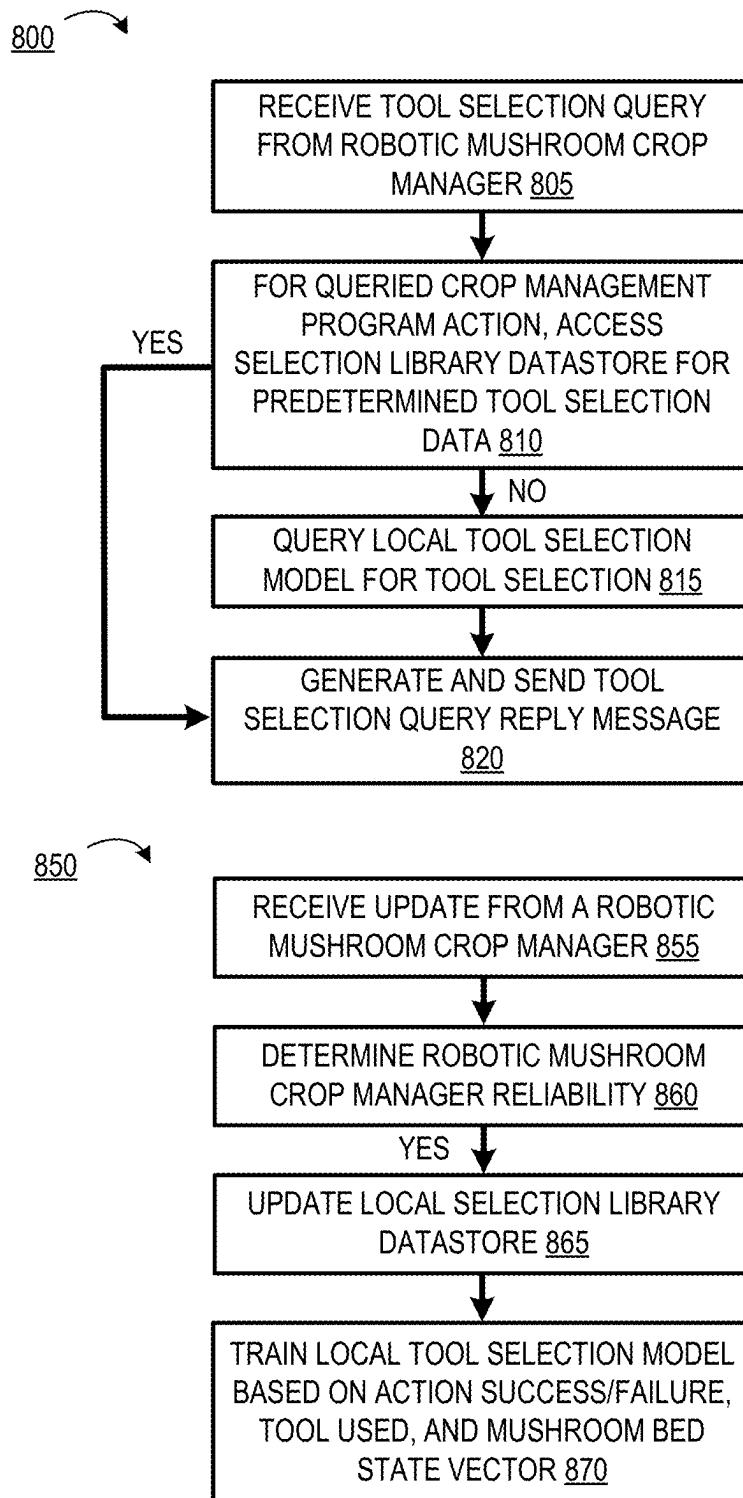 800
RECEIVE TOOL SELECTION QUERY
FROM ROBOTIC MUSHROOM CROP
MANAGER 805
FOR QUERIED CROP MANAGEMENT
PROGRAM ACTION, ACCESS
SELECTION LIBRARY DATASTORE FOR
PREDETERMINED TOOL SELECTION
DATA 810
YES
NO
QUERY LOCAL TOOL SELECTION
MODEL FOR TOOL SELECTION 815
GENERATE AND SEND TOOL
SELECTION QUERY REPLY MESSAGE
820
850
RECEIVE UPDATE FROM A ROBOTIC
MUSHROOM CROP MANAGER 855
DETERMINE ROBOTIC MUSHROOM
CROP MANAGER RELIABILITY 860
YES
UPDATE LOCAL SELECTION LIBRARY
DATASTORE 865
TRAIN LOCAL TOOL SELECTION MODEL
BASED ON ACTION SUCCESS/FAILURE,
TOOL USED, AND MUSHROOM BED
STATE VECTOR 870